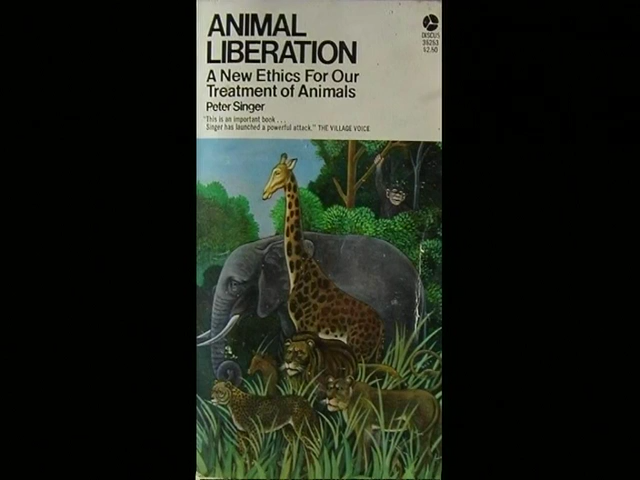 ANIMAL
LIBERATION
A New Ethics For Our
Treatment of Animals
Peter Singer
"This is an important book . . .
Singer has launched a powerful attack." THE VILLAGE VOICE
DISCUS
$2.50